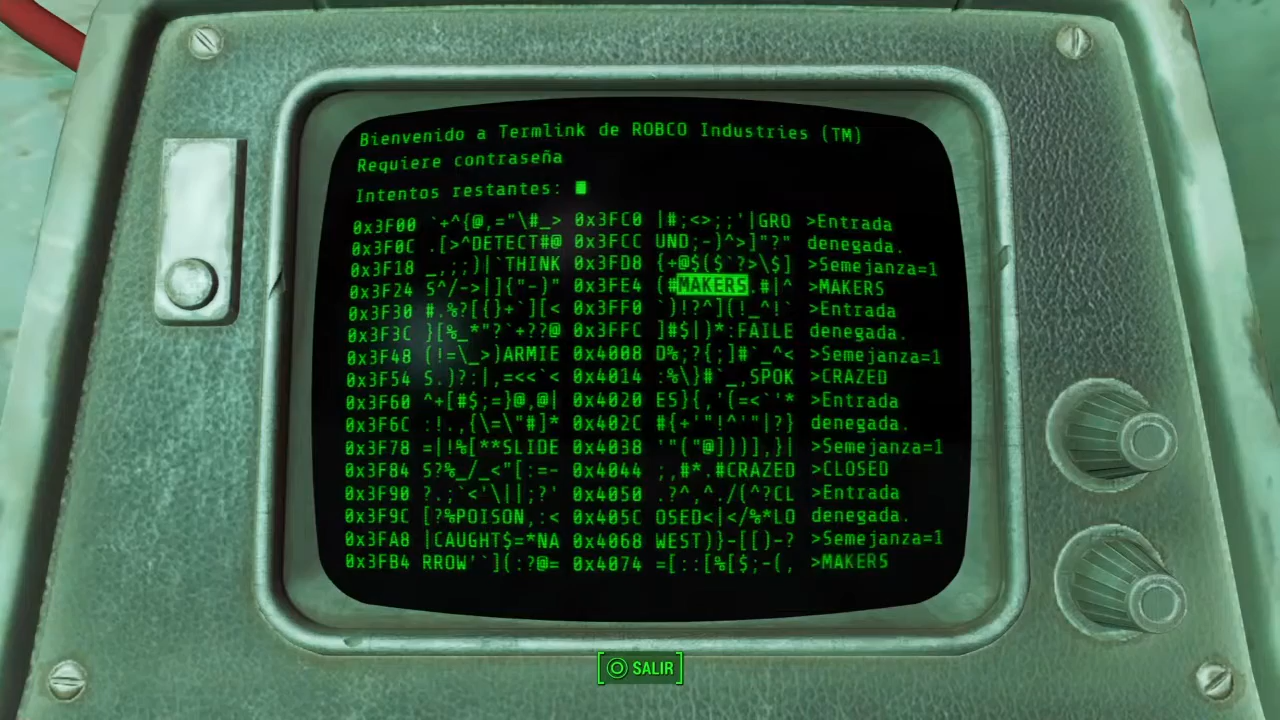 Bienvenido a Termlink de ROBCO Industries (TM)
Requiere contraseña
Intentos restantes: ■
0x3F00 `+^{@,="\#_> 0x3FC0 |#;<>;;'|GRO >Entrada
0x3F0C .[>^DETECT#@ 0x3FCC UND;-)^>]"?" denegada.
0x3F18 _,;;)|`THINK 0x3FD8 {+@$($`?>\$] >Semejanza=1
0x3F24 S^/->|]{"-)" 0x3FE4 (#MAKERS.#|^ >MAKERS
0x3F30 #.%?[{}+`][< 0x3FF0 `)!?^](!_^!` >Entrada
0x3F3C }[%_*"?`+??@ 0x3FFC ]#$|)*:FAILE denegada.
0x3F48 (!=\_>)ARMIE 0x4008 D%;?{;]#`_^< >Semejanza=1
0x3F54 S.)?:|,=<<`< 0x4014 :%\}#`_,SPOK >CRAZED
0x3F60 ^+[#$;=}@,@| 0x4020 ES}{,'(=<`'* >Entrada
0x3F6C :!.,{\=\"#]* 0x402C #{+'"!^'"|?} denegada.
0x3F78 =|!%[**SLIDE 0x4038 '"("@]))],}| >Semejanza=1
0x3F84 S?%_/_<"[:=- 0x4044 ;,#*.#CRAZED >CLOSED
0x3F90 ?.;`<'\||;?' 0x4050 .?^,^./(^?CL >Entrada
0x3F9C [?%POISON,:< 0x405C OSED<|</%*LO denegada.
0x3FA8 |CAUGHT$=*NA 0x4068 WEST)}-[[)-? >Semejanza=1
0x3FB4 RROW'`](:?@= 0x4074 =[::[%[$;-(, >MAKERS
SALIR